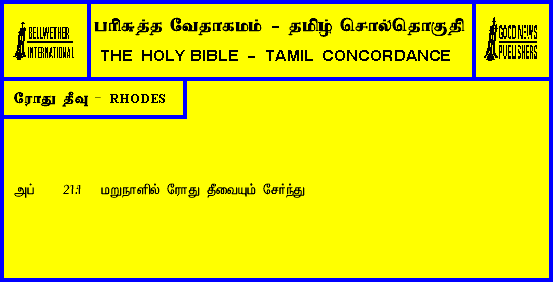 BELLWETHER
INTERNATIONAL
பரிசுத்த வேதாகமம் - தமிழ் சொல்தொகுதி
THE HOLY BIBLE - TAMIL CONCORDANCE
GOOD NEWS
PUBLISHERS
ரோது தீவு - RHODES
அப் 21:1 மறுநாளில் ரோது தீவையும் சேர்ந்து